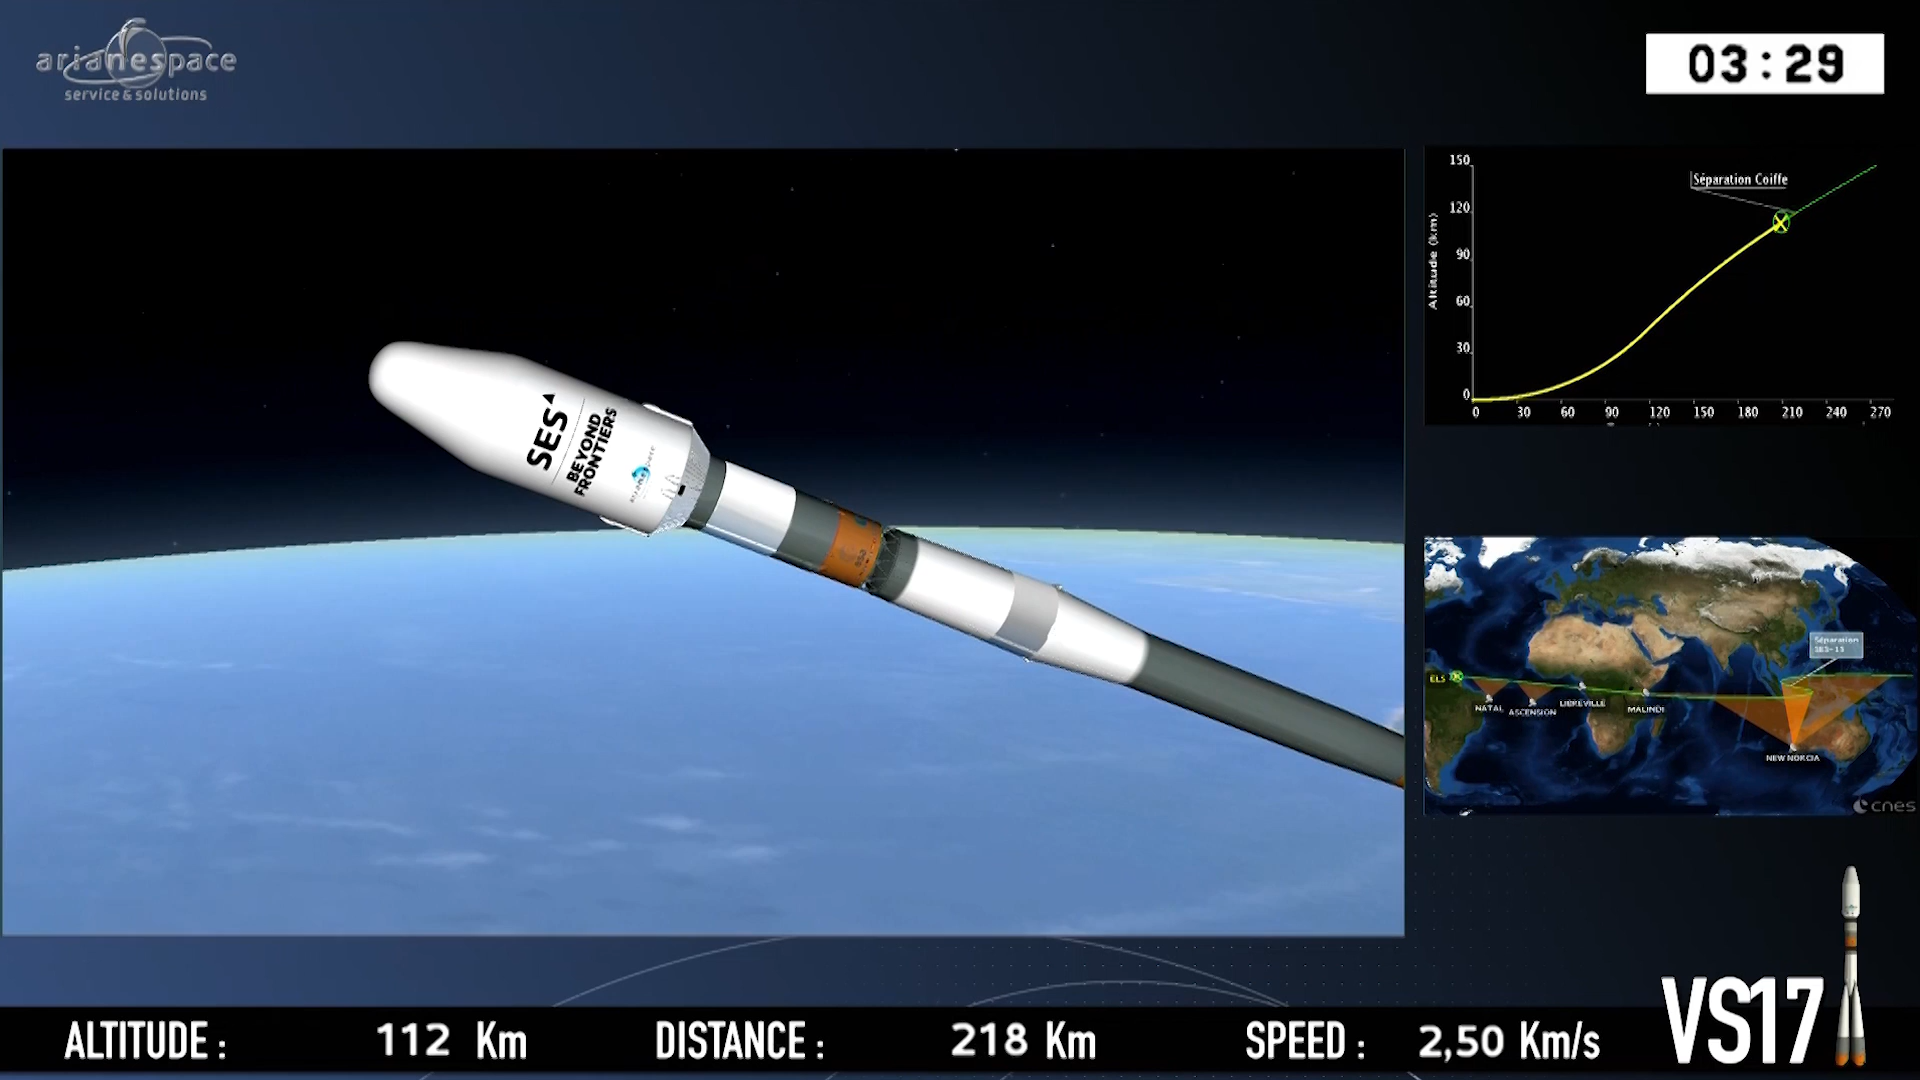 arianespace
service & solutions
03:29
SES▲
BEYOND
FRONTIERS
arianespace
Séparation Coiffe
Altitude (km)
150
120
90
60
30
0
0 30 60 90 120 150 180 210 240 270
Séparation
ELS
NATAL
ASCENSION
LIBREVILLE
MALINDI
NEW NORCIA
cnes
ALTITUDE : 112 Km DISTANCE : 218 Km SPEED : 2,50 Km/s
VS17